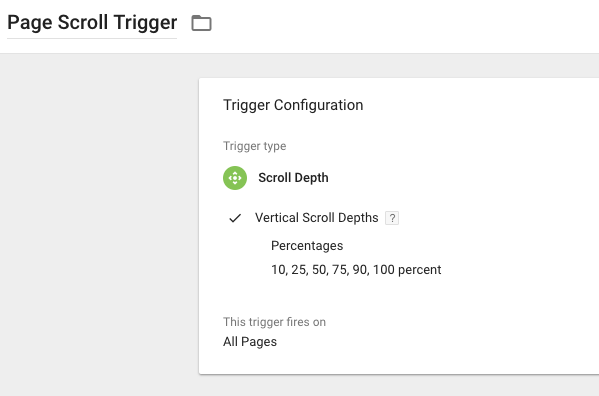 Page Scroll Trigger
Trigger Configuration
Trigger type
Scroll Depth
Vertical Scroll Depths ?
Percentages
10, 25, 50, 75, 90, 100 percent
This trigger fires on
All Pages